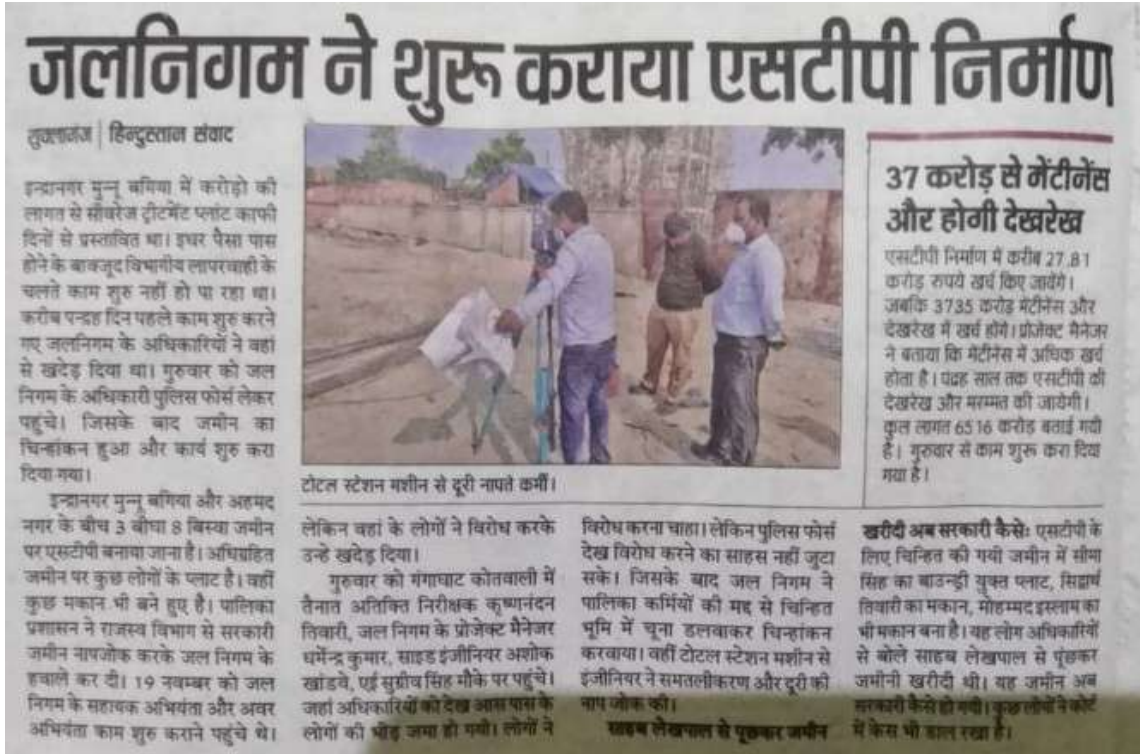 जलनिगम ने शुरू कराया एसटीपी निर्माण
शुक्लागंज | हिन्दुस्तान संवाद
इन्द्रानगर मुन्नू बगिया में करोड़ो की
लागत से सीवरेज ट्रीटमेंट प्लांट काफी
दिनों से प्रस्तावित था। इधर पैसा पास
होने के बावजूद विभागीय लापरवाही के
चलते काम शुरु नहीं हो पा रहा था।
करीब पन्द्रह दिन पहले काम शुरु करने
गए जलनिगम के अधिकारियों ने वहां
से खदेड़ दिया था। गुरुवार को जल
निगम के अधिकारी पुलिस फोर्स लेकर
पहुंचे। जिसके बाद जमीन का
चिन्हांकन हुआ और कार्य शुरु करा
दिया गया।
इन्द्रानगर मुन्नू बगिया और अहमद
नगर के बीच 3 बीघा 8 बिस्वा जमीन
पर एसटीपी बनाया जाना है। अधिग्रहित
जमीन पर कुछ लोगों के प्लाट है। वहीं
कुछ मकान भी बने हुए है। पालिका
प्रशासन ने राजस्व विभाग से सरकारी
जमीन नापजोक करके जल निगम के
हवाले कर दी। 19 नवम्बर को जल
निगम के सहायक अभियंता और अवर
अभियंता काम शुरु कराने पहुंचे थे।
टोटल स्टेशन मशीन से दूरी नापते कर्मी।
लेकिन वहां के लोगों ने विरोध करके
उन्हे खदेड़ दिया।
गुरुवार को गंगाघाट कोतवाली में
तैनात अतिक्ति निरीक्षक कृष्णनंदन
तिवारी, जल निगम के प्रोजेक्ट मैनेजर
धर्मेन्द्र कुमार, साइड इंजीनियर अशोक
खांडवे, एई सुग्रीव सिंह मौके पर पहुंचे।
जहां अधिकारियों को देख आस पास के
लोगों की भीड़ जमा हो गयी। लोगों ने
विरोध करना चाहा। लेकिन पुलिस फोर्स
देख विरोध करने का साहस नहीं जुटा
सके। जिसके बाद जल निगम ने
पालिका कर्मियों की मद्द से चिन्हित
भूमि में चूना डलवाकर चिन्हांकन
करवाया। वहीं टोटल स्टेशन मशीन से
इंजीनियर ने समतलीकरण और दूरी की
नाप जोक की।
साहब लेखपाल से पूछकर जमीन
खरीदी अब सरकारी कैसेः एसटीपी के
लिए चिन्हित की गयी जमीन में सीमा
सिंह का बाउन्ड्री युक्त प्लाट, सिद्वार्थ
तिवारी का मकान, मोहम्मद इस्लाम का
भी मकान बना है। यह लोग अधिकारियों
से बोले साहब लेखपाल से पूंछकर
जमीनी खरीदी थी। यह जमीन अब
सरकारी कैसे हो गयी। कुछ लोगों ने कोर्ट
में केस भी डाल रखा है।
37 करोड़ से मेंटीनेंस
और होगी देखरेख
एसटीपी निर्माण में करीब 27.81
करोड़ रुपये खर्च किए जायेंगे।
जबकि 3735 करोड़ मेंटीनेंस और
देखरेख में खर्च होंगे। प्रोजेक्ट मैनेजर
ने बताया कि मेंटीनेंस में अधिक खर्च
होता है। पंद्रह साल तक एसटीपी की
देखरेख और मरम्मत की जायेगी।
कुल लागत 6516 करोड़ बताई गयी
है। गुरुवार से काम शुरू करा दिया
गया है।